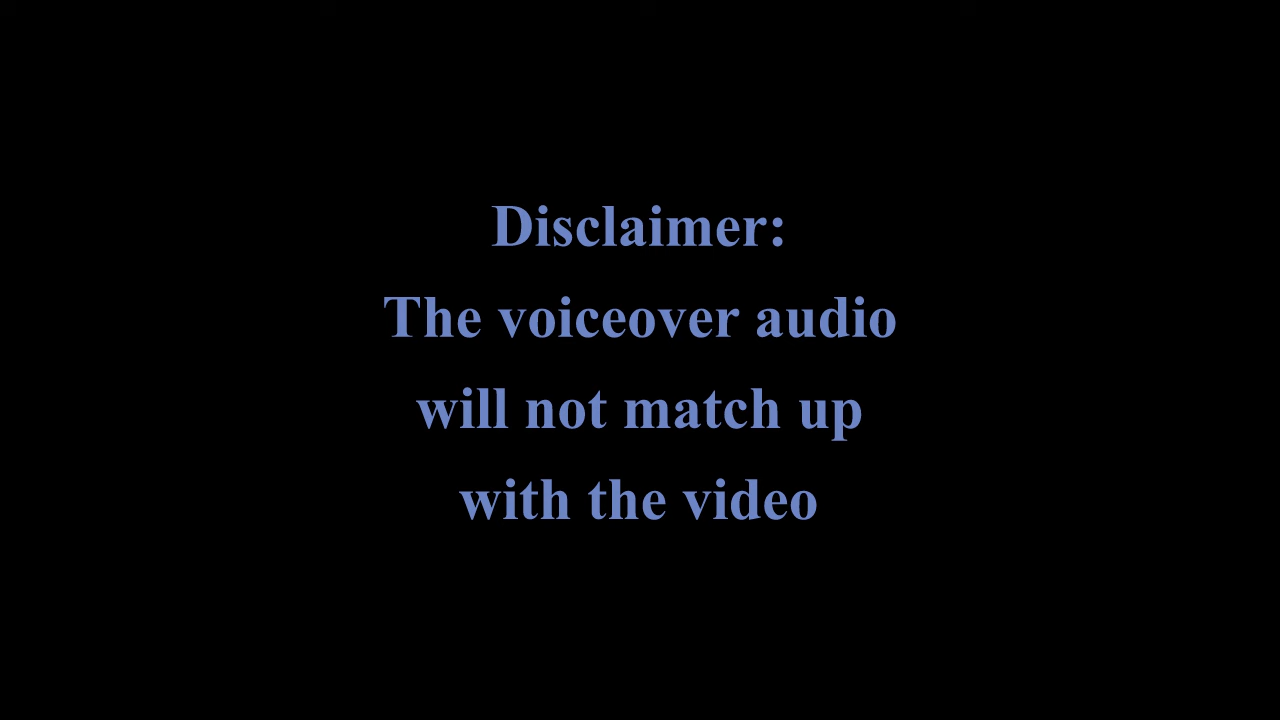 Disclaimer:
The voiceover audio
will not match up
with the video